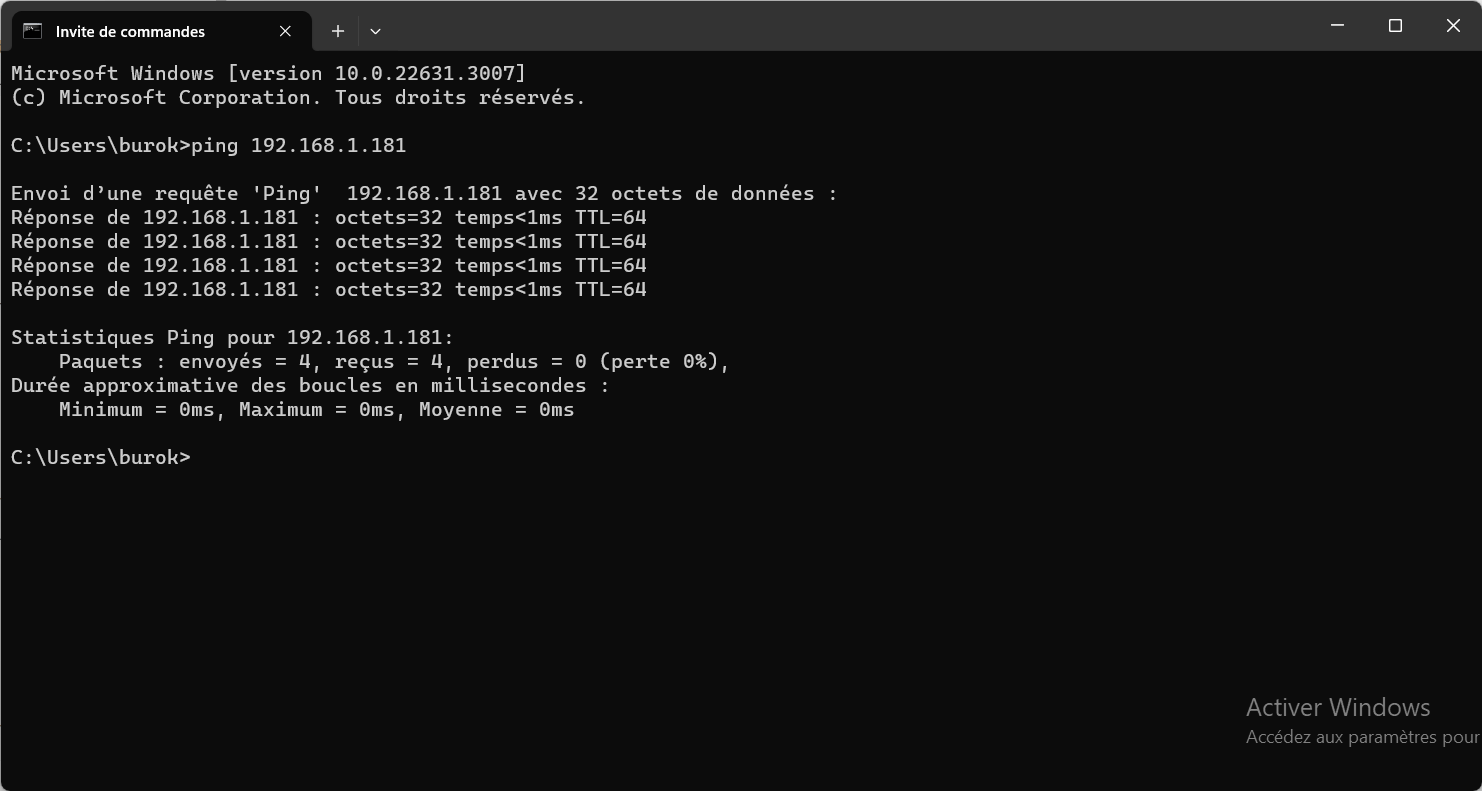 Invite de commandes
Microsoft Windows [version 10.0.22631.3007]
(c) Microsoft Corporation. Tous droits réservés.
C:\Users\burok>ping 192.168.1.181
Envoi d’une requête 'Ping'  192.168.1.181 avec 32 octets de données :
Réponse de 192.168.1.181 : octets=32 temps<1ms TTL=64
Réponse de 192.168.1.181 : octets=32 temps<1ms TTL=64
Réponse de 192.168.1.181 : octets=32 temps<1ms TTL=64
Réponse de 192.168.1.181 : octets=32 temps<1ms TTL=64
Statistiques Ping pour 192.168.1.181:
    Paquets : envoyés = 4, reçus = 4, perdus = 0 (perte 0%),
Durée approximative des boucles en millisecondes :
    Minimum = 0ms, Maximum = 0ms, Moyenne = 0ms
C:\Users\burok>
Activer Windows
Accédez aux paramètres pour